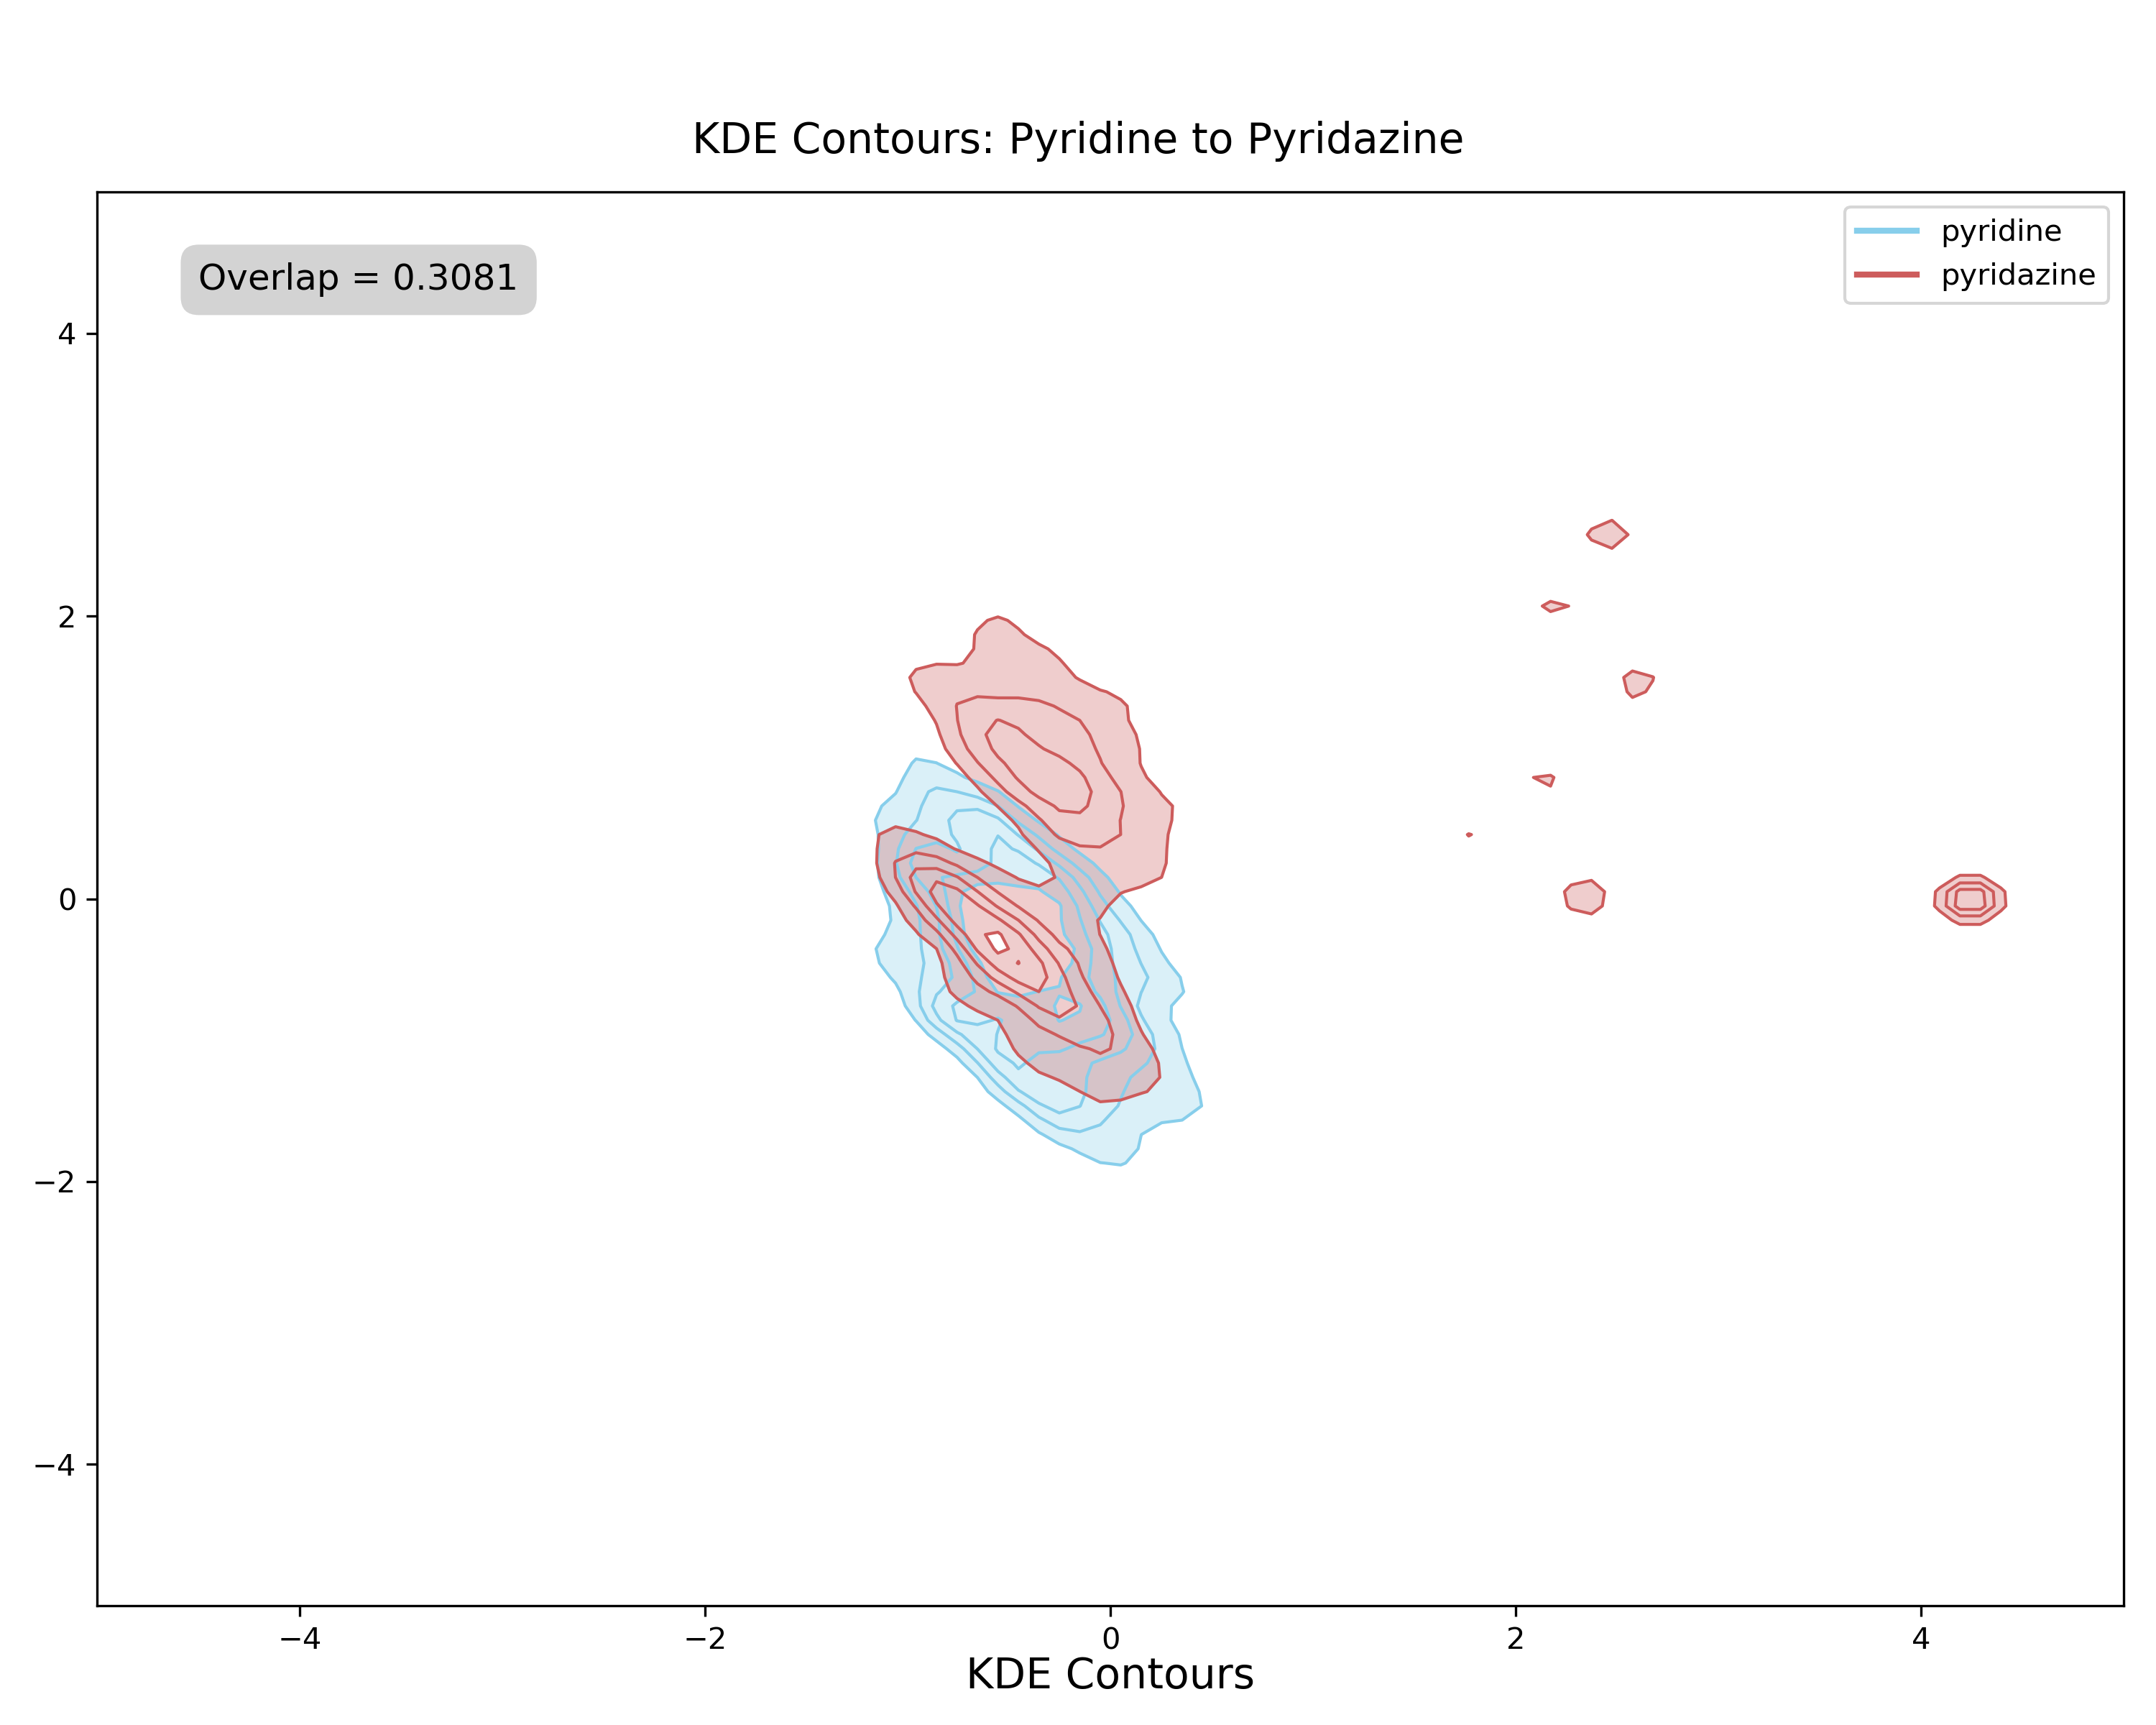 KDE Contours: Pyridine to Pyridazine
Overlap = 0.3081
pyridine
pyridazine
4
2
0
−2
−4
−4
−2
0
2
4
KDE Contours